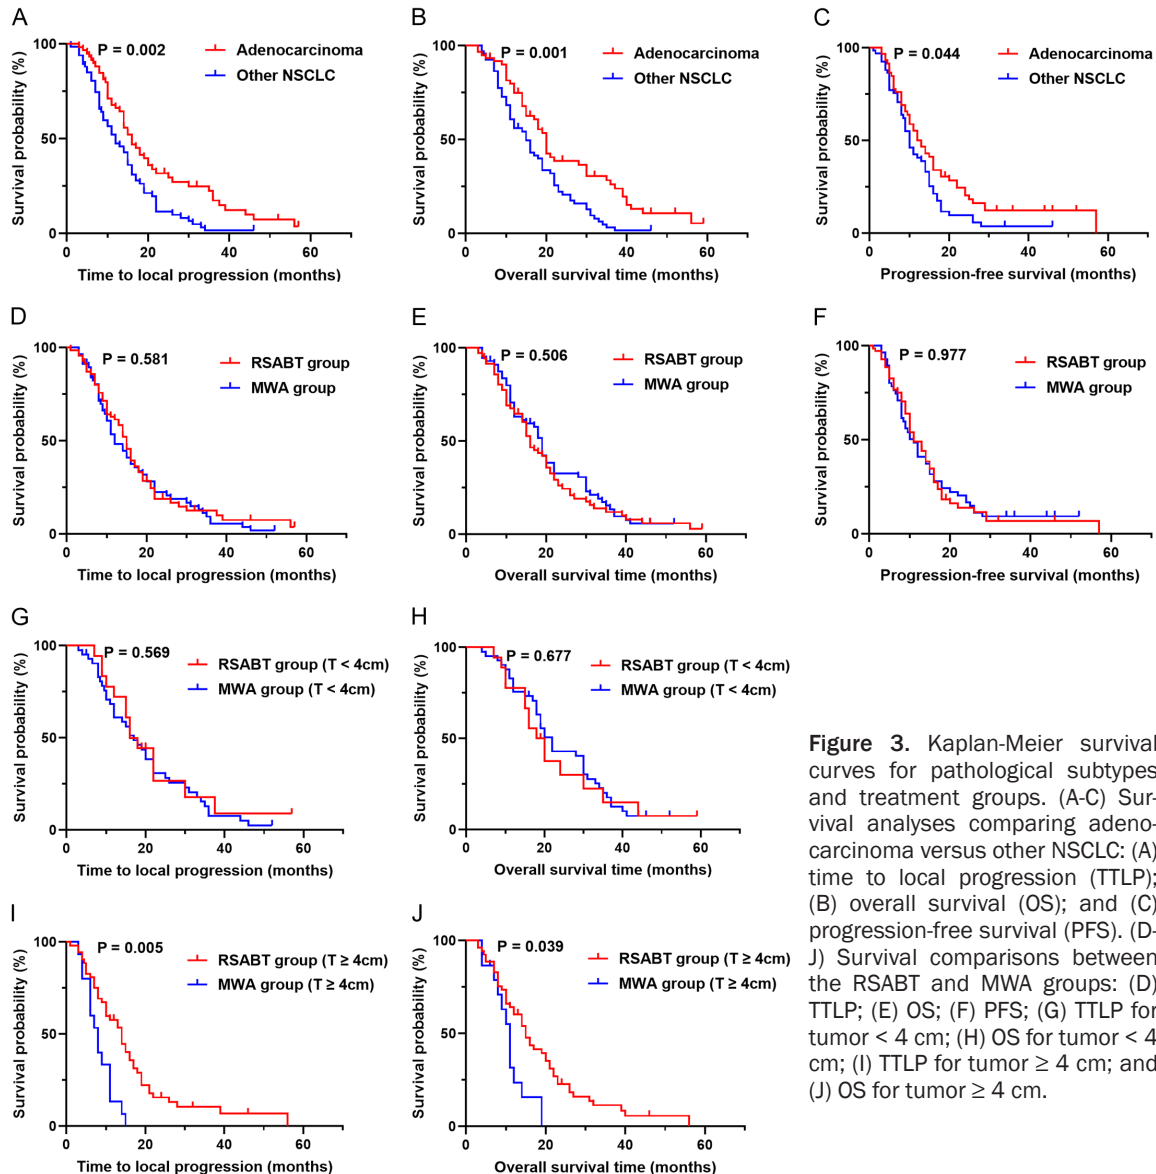 A
P = 0.002
Adenocarcinoma
Other NSCLC
Survival probability (%)
100
50
0
0 20 40 60
Time to local progression (months)
B
P = 0.001
Adenocarcinoma
Other NSCLC
Survival probability (%)
100
50
0
0 20 40 60
Overall survival time (months)
C
P = 0.044
Adenocarcinoma
Other NSCLC
Survival probability (%)
100
50
0
0 20 40 60
Progression-free survival (months)
D
P = 0.581
RSABT group
MWA group
Survival probability (%)
100
50
0
0 20 40 60
Time to local progression (months)
E
P = 0.506
RSABT group
MWA group
Survival probability (%)
100
50
0
0 20 40 60
Overall survival time (months)
F
P = 0.977
RSABT group
MWA group
Survival probability (%)
100
50
0
0 20 40 60
Progression-free survival (months)
G
P = 0.569
RSABT group (T < 4cm)
MWA group (T < 4cm)
Survival probability (%)
100
50
0
0 20 40 60
Time to local progression (months)
H
P = 0.677
RSABT group (T < 4cm)
MWA group (T < 4cm)
Survival probability (%)
100
50
0
0 20 40 60
Overall survival time (months)
I
P = 0.005
RSABT group (T ≥ 4cm)
MWA group (T ≥ 4cm)
Survival probability (%)
100
50
0
0 20 40 60
Time to local progression (months)
J
P = 0.039
RSABT group (T ≥ 4cm)
MWA group (T ≥ 4cm)
Survival probability (%)
100
50
0
0 20 40 60
Overall survival time (months)
Figure 3. Kaplan-Meier survival
curves for pathological subtypes
and treatment groups. (A-C) Sur-
vival analyses comparing adeno-
carcinoma versus other NSCLC: (A)
time to local progression (TTLP);
(B) overall survival (OS); and (C)
progression-free survival (PFS). (D-
J) Survival comparisons between
the RSABT and MWA groups: (D)
TTLP; (E) OS; (F) PFS; (G) TTLP for
tumor < 4 cm; (H) OS for tumor < 4
cm; (I) TTLP for tumor ≥ 4 cm; and
(J) OS for tumor ≥ 4 cm.